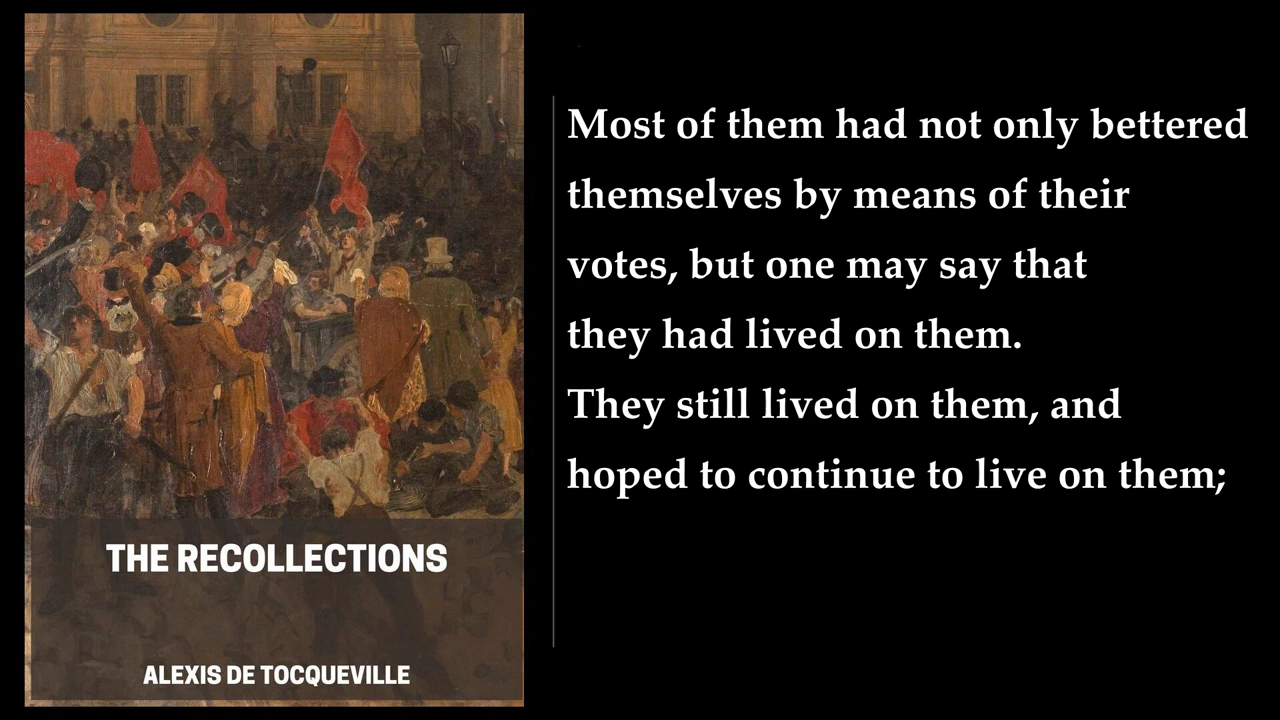 THE RECOLLECTIONS
ALEXIS DE TOCQUEVILLE
Most of them had not only bettered
themselves by means of their
votes, but one may say that
they had lived on them.
They still lived on them, and
hoped to continue to live on them;